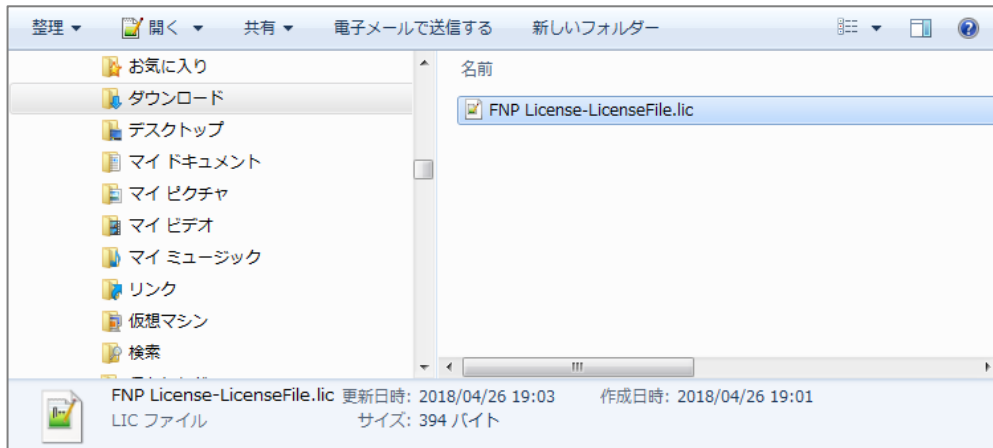 整理 開く 共有 電子メールで送信する 新しいフォルダー
お気に入り
ダウンロード
デスクトップ
マイ ドキュメント
マイ ピクチャ
マイ ビデオ
マイ ミュージック
リンク
仮想マシン
検索
名前
FNP License-LicenseFile.lic
FNP License-LicenseFile.lic 更新日時: 2018/04/26 19:03 作成日時: 2018/04/26 19:01
LIC ファイル サイズ: 394 バイト